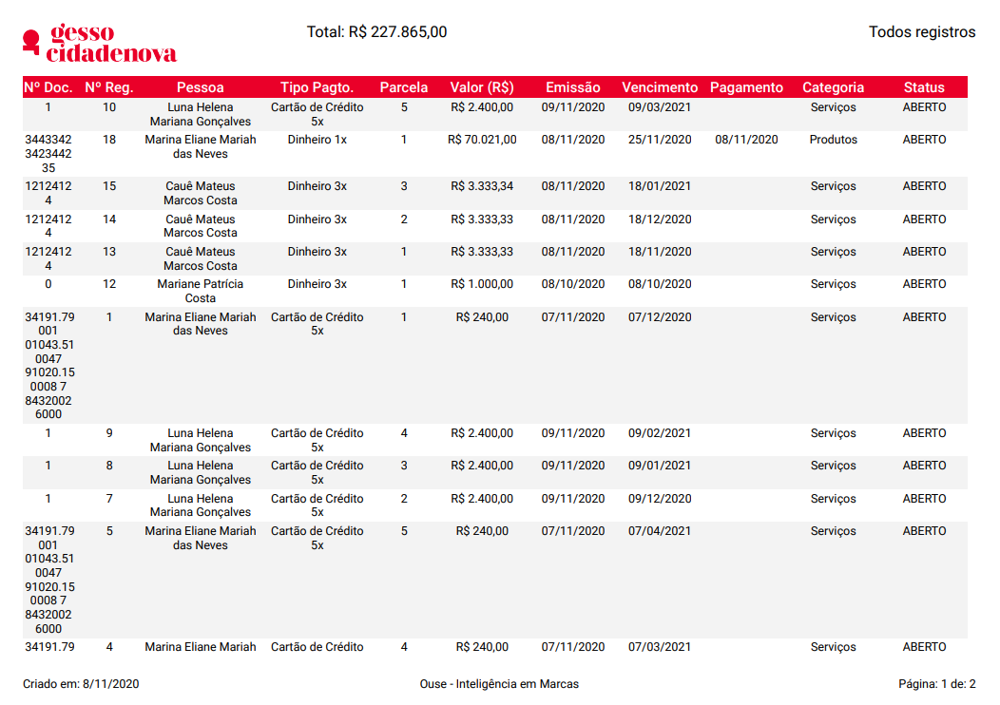 gesso
cidadenova
Total: R$ 227.865,00
Todos registros
Nº Doc. Nº Reg. Pessoa Tipo Pagto. Parcela Valor (R$) Emissão Vencimento Pagamento Categoria Status
1 10 Luna Helena Cartão de Crédito 5 R$ 2.400,00 09/11/2020 09/03/2021 Serviços ABERTO
Mariana Gonçalves 5x
3443342 18 Marina Eliane Mariah Dinheiro 1x 1 R$ 70.021,00 08/11/2020 25/11/2020 08/11/2020 Produtos ABERTO
3423442 das Neves
35
1212412 15 Cauê Mateus Dinheiro 3x 3 R$ 3.333,34 08/11/2020 18/01/2021 Serviços ABERTO
4 Marcos Costa
1212412 14 Cauê Mateus Dinheiro 3x 2 R$ 3.333,33 08/11/2020 18/12/2020 Serviços ABERTO
4 Marcos Costa
1212412 13 Cauê Mateus Dinheiro 3x 1 R$ 3.333,33 08/11/2020 18/11/2020 Serviços ABERTO
4 Marcos Costa
0 12 Mariane Patrícia Dinheiro 3x 1 R$ 1.000,00 08/10/2020 08/10/2020 Serviços ABERTO
Costa
34191.79 1 Marina Eliane Mariah Cartão de Crédito 1 R$ 240,00 07/11/2020 07/12/2020 Serviços ABERTO
001 das Neves 5x
01043.51
0047
91020.15
0008 7
8432002
6000
1 9 Luna Helena Cartão de Crédito 4 R$ 2.400,00 09/11/2020 09/02/2021 Serviços ABERTO
Mariana Gonçalves 5x
1 8 Luna Helena Cartão de Crédito 3 R$ 2.400,00 09/11/2020 09/01/2021 Serviços ABERTO
Mariana Gonçalves 5x
1 7 Luna Helena Cartão de Crédito 2 R$ 2.400,00 09/11/2020 09/12/2020 Serviços ABERTO
Mariana Gonçalves 5x
34191.79 5 Marina Eliane Mariah Cartão de Crédito 5 R$ 240,00 07/11/2020 07/04/2021 Serviços ABERTO
001 das Neves 5x
01043.51
0047
91020.15
0008 7
8432002
6000
34191.79 4 Marina Eliane Mariah Cartão de Crédito 4 R$ 240,00 07/11/2020 07/03/2021 Serviços ABERTO
Criado em: 8/11/2020 Ouse - Inteligência em Marcas Página: 1 de: 2